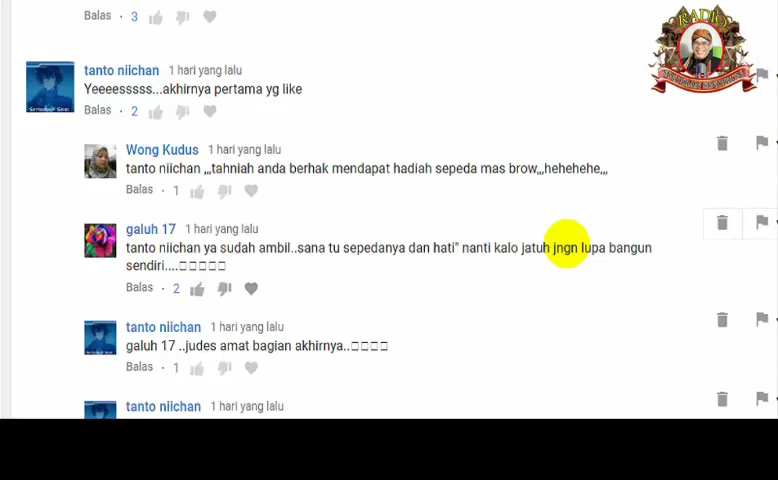 Balas · 3
RADIO
tanto niichan 1 hari yang lalu
Yeeeesssss...akhirnya pertama yg like
Balas · 2
Wong Kudus 1 hari yang lalu
tanto niichan ,,,tahniah anda berhak mendapat hadiah sepeda mas brow,,,hehehehe,,,
Balas · 1
galuh 17 1 hari yang lalu
tanto niichan ya sudah ambil..sana tu sepedanya dan hati" nanti kalo jatuh jngn lupa bangun
sendiri....□□□□□
Balas · 2
tanto niichan 1 hari yang lalu
galuh 17 ..judes amat bagian akhirnya..□□□□
Balas · 1
tanto niichan 1 hari yang lalu